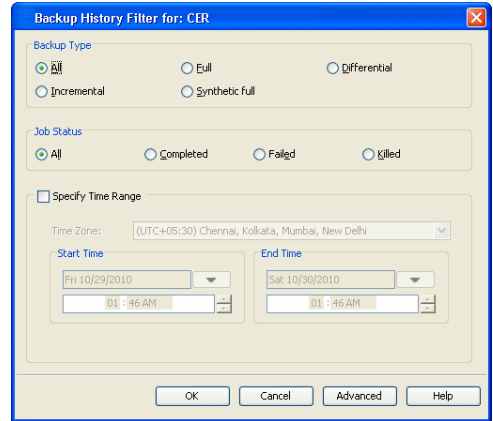 Backup History Filter for: CER
Backup Type
All Full Differential
Incremental Synthetic full
Job Status
All Completed Failed Killed
Specify Time Range
Time Zone: (UTC+05:30) Chennai, Kolkata, Mumbai, New Delhi
Start Time
Fri 10/29/2010
01 : 46 AM
End Time
Sat 10/30/2010
01 : 46 AM
OK Cancel Advanced Help